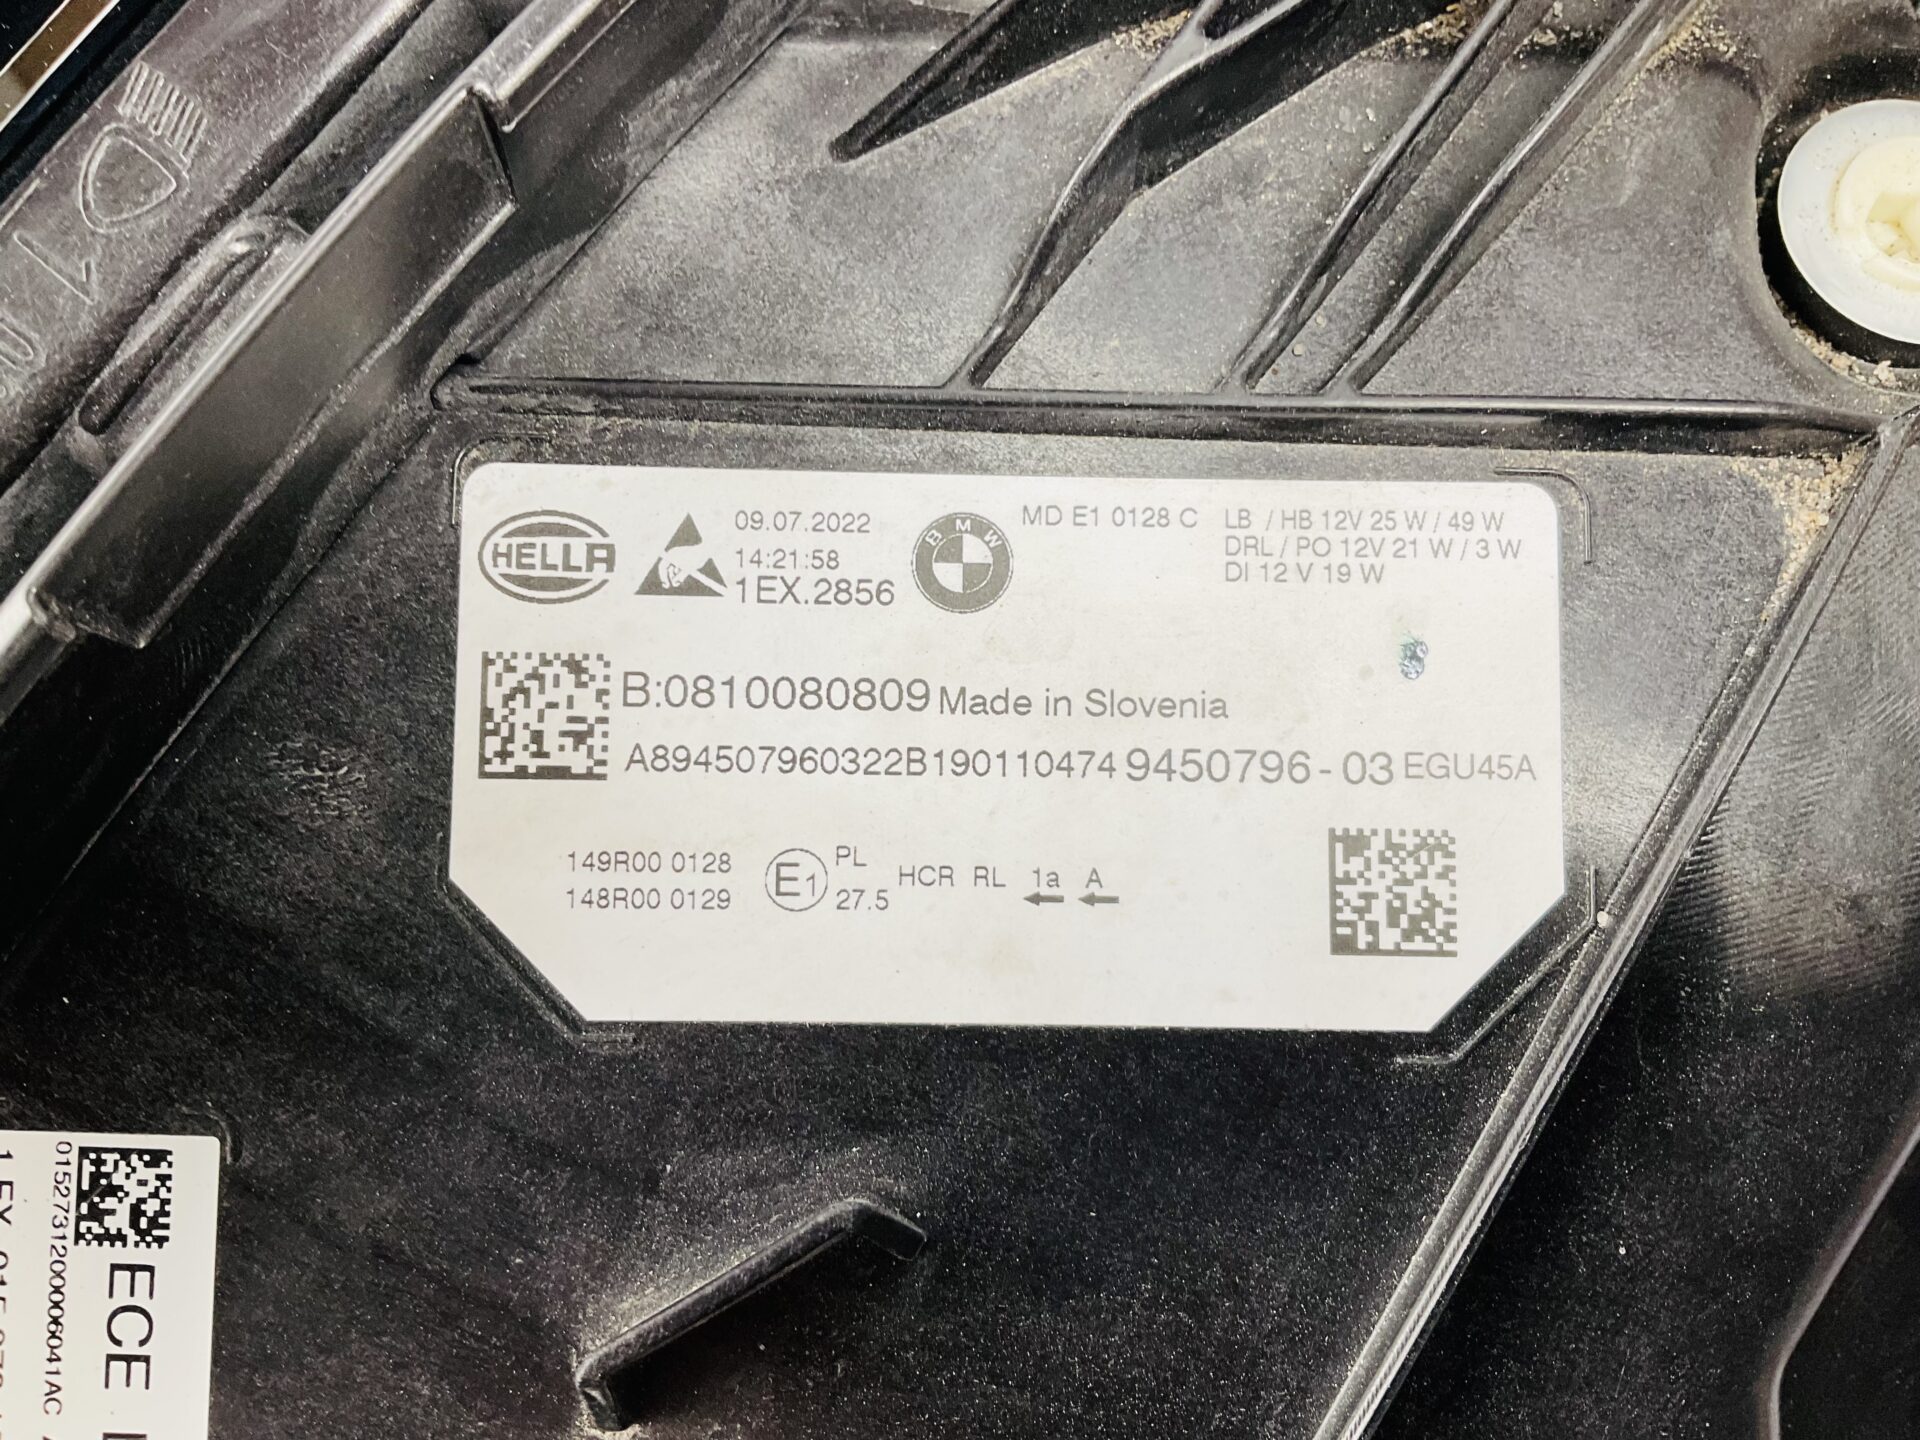 HELLA
09.07.2022
14:21:58
1EX.2856
BMW
MD E1 0128 C
LB / HB 12V 25 W / 49 W
DRL / PO 12V 21 W / 3 W
DI 12 V 19 W
B:0810080809 Made in Slovenia
A894507960322B190110474 9450796-03 EGU45A
149R00 0128
148R00 0129
E1
PL
27.5
HCR RL 1a A
01527312000006041AC
ECE
1EX